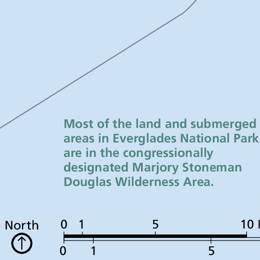 Most of the land and submerged
areas in Everglades National Park
are in the congressionally
designated Marjory Stoneman
Douglas Wilderness Area.
North
0 1 5 10
0 1 5